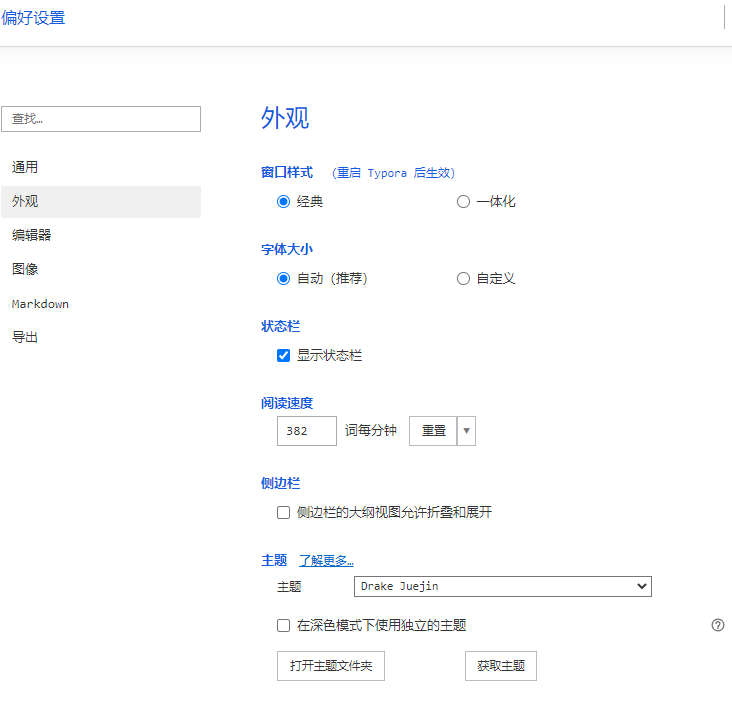 偏好设置
查找…
通用
外观
编辑器
图像
Markdown
导出
外观
窗口样式 (重启 Typora 后生效)
经典 一体化
字体大小
自动 (推荐) 自定义
状态栏
显示状态栏
阅读速度
382 词每分钟 重置
侧边栏
侧边栏的大纲视图允许折叠和展开
主题 了解更多…
主题 Drake Juejin
在深色模式下使用独立的主题
打开主题文件夹 获取主题